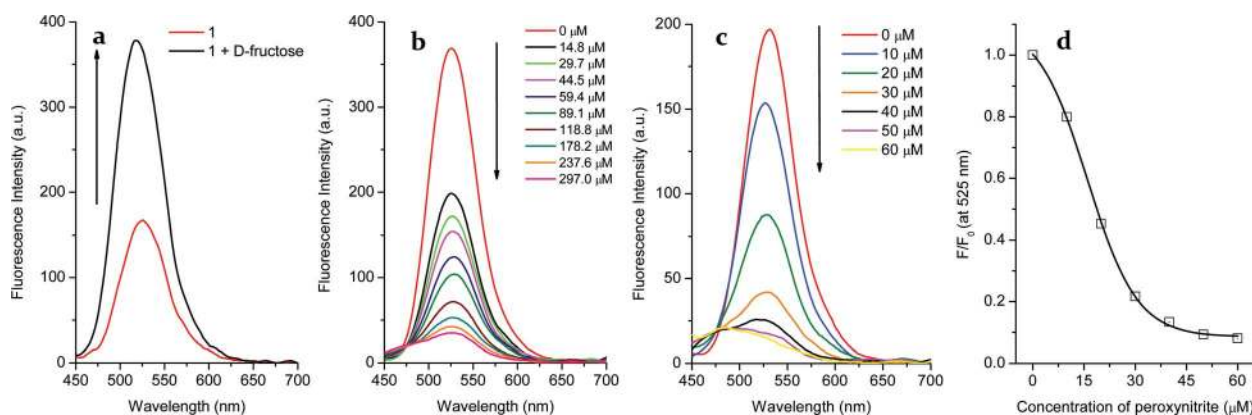 a
1
1 + D-fructose
Fluorescence Intensity (a.u.)
400
300
200
100
0
450 500 550 600 650 700
Wavelength (nm)
b
0 μM
14.8 μM
29.7 μM
44.5 μM
59.4 μM
89.1 μM
118.8 μM
178.2 μM
237.6 μM
297.0 μM
Fluorescence Intensity (a.u.)
400
300
200
100
0
450 500 550 600 650 700
Wavelength (nm)
c
0 μM
10 μM
20 μM
30 μM
40 μM
50 μM
60 μM
Fluorescence Intensity (a.u.)
200
150
100
50
0
450 500 550 600 650 700
Wavelength (nm)
d
F/F₀ (at 525 nm)
1.0
0.8
0.6
0.4
0.2
0.0
0 15 30 45 60
Concentration of peroxynitrite (μM)